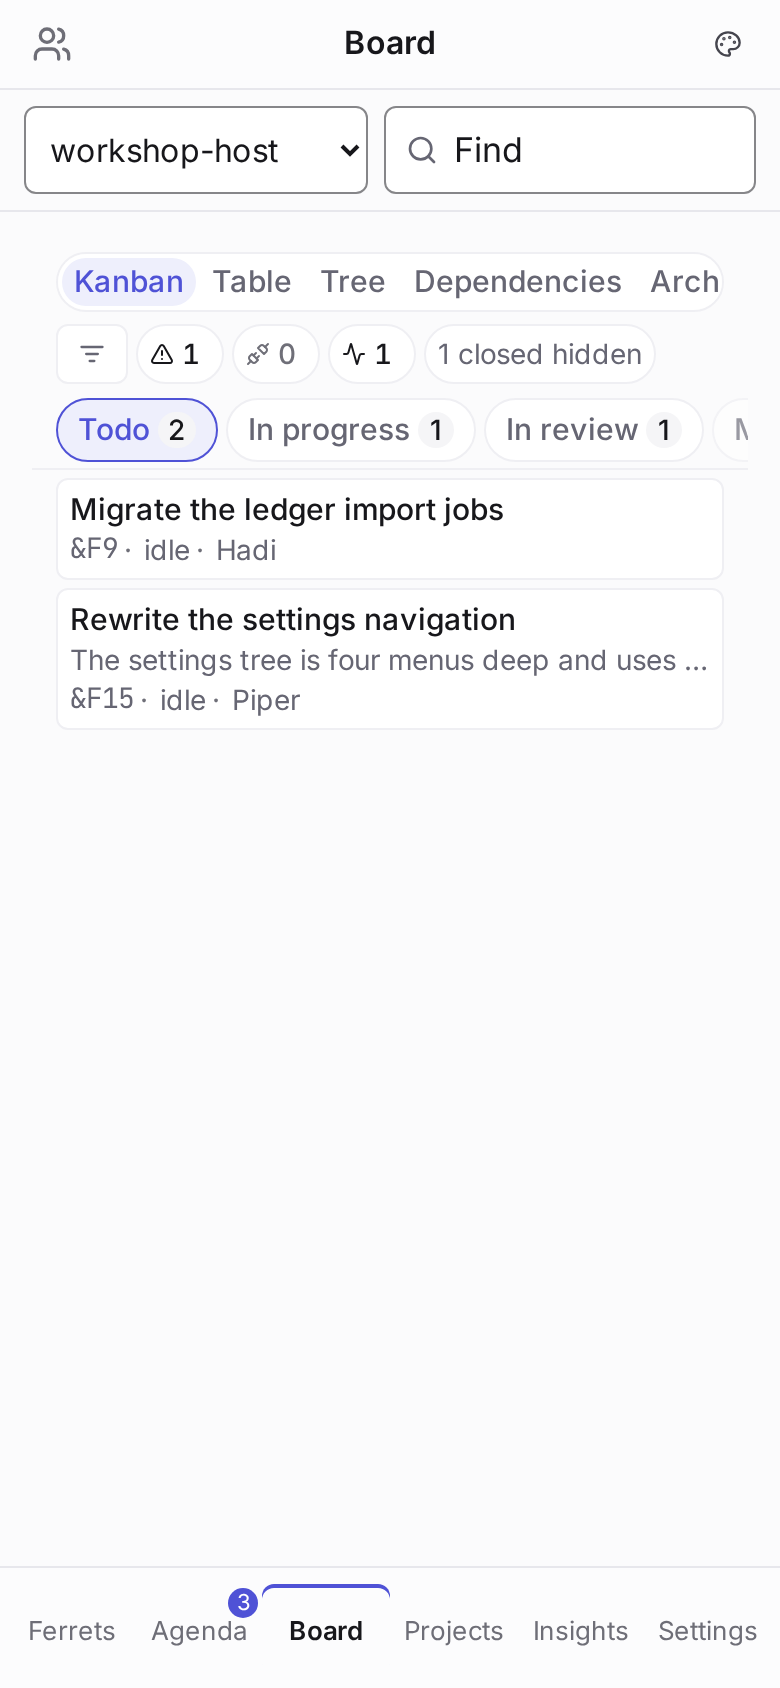 Board
workshop-host
Find
Kanban Table Tree Dependencies Arch
1 0 1 1 closed hidden
Todo 2 In progress 1 In review 1
Migrate the ledger import jobs
&F9 · idle · Hadi
Rewrite the settings navigation
The settings tree is four menus deep and uses ...
&F15 · idle · Piper
3
Ferrets Agenda Board Projects Insights Settings